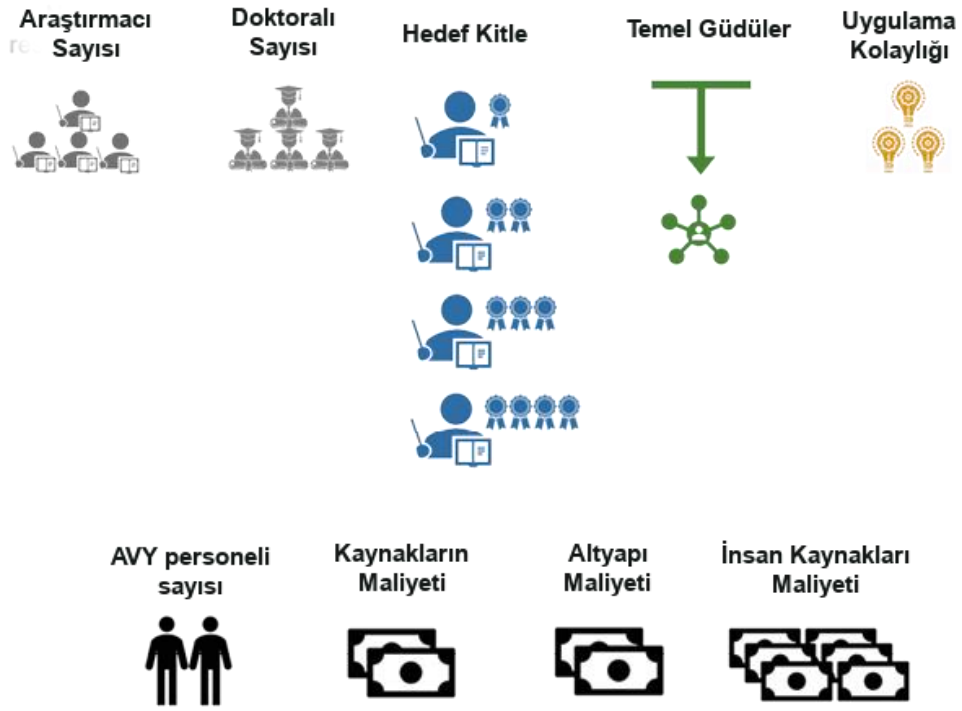 Araştırmacı
Sayısı
Doktoralı
Sayısı
Hedef Kitle
Temel Güdüler
Uygulama
Kolaylığı
AVY personeli
sayısı
Kaynakların
Maliyeti
Altyapı
Maliyeti
İnsan Kaynakları
Maliyeti